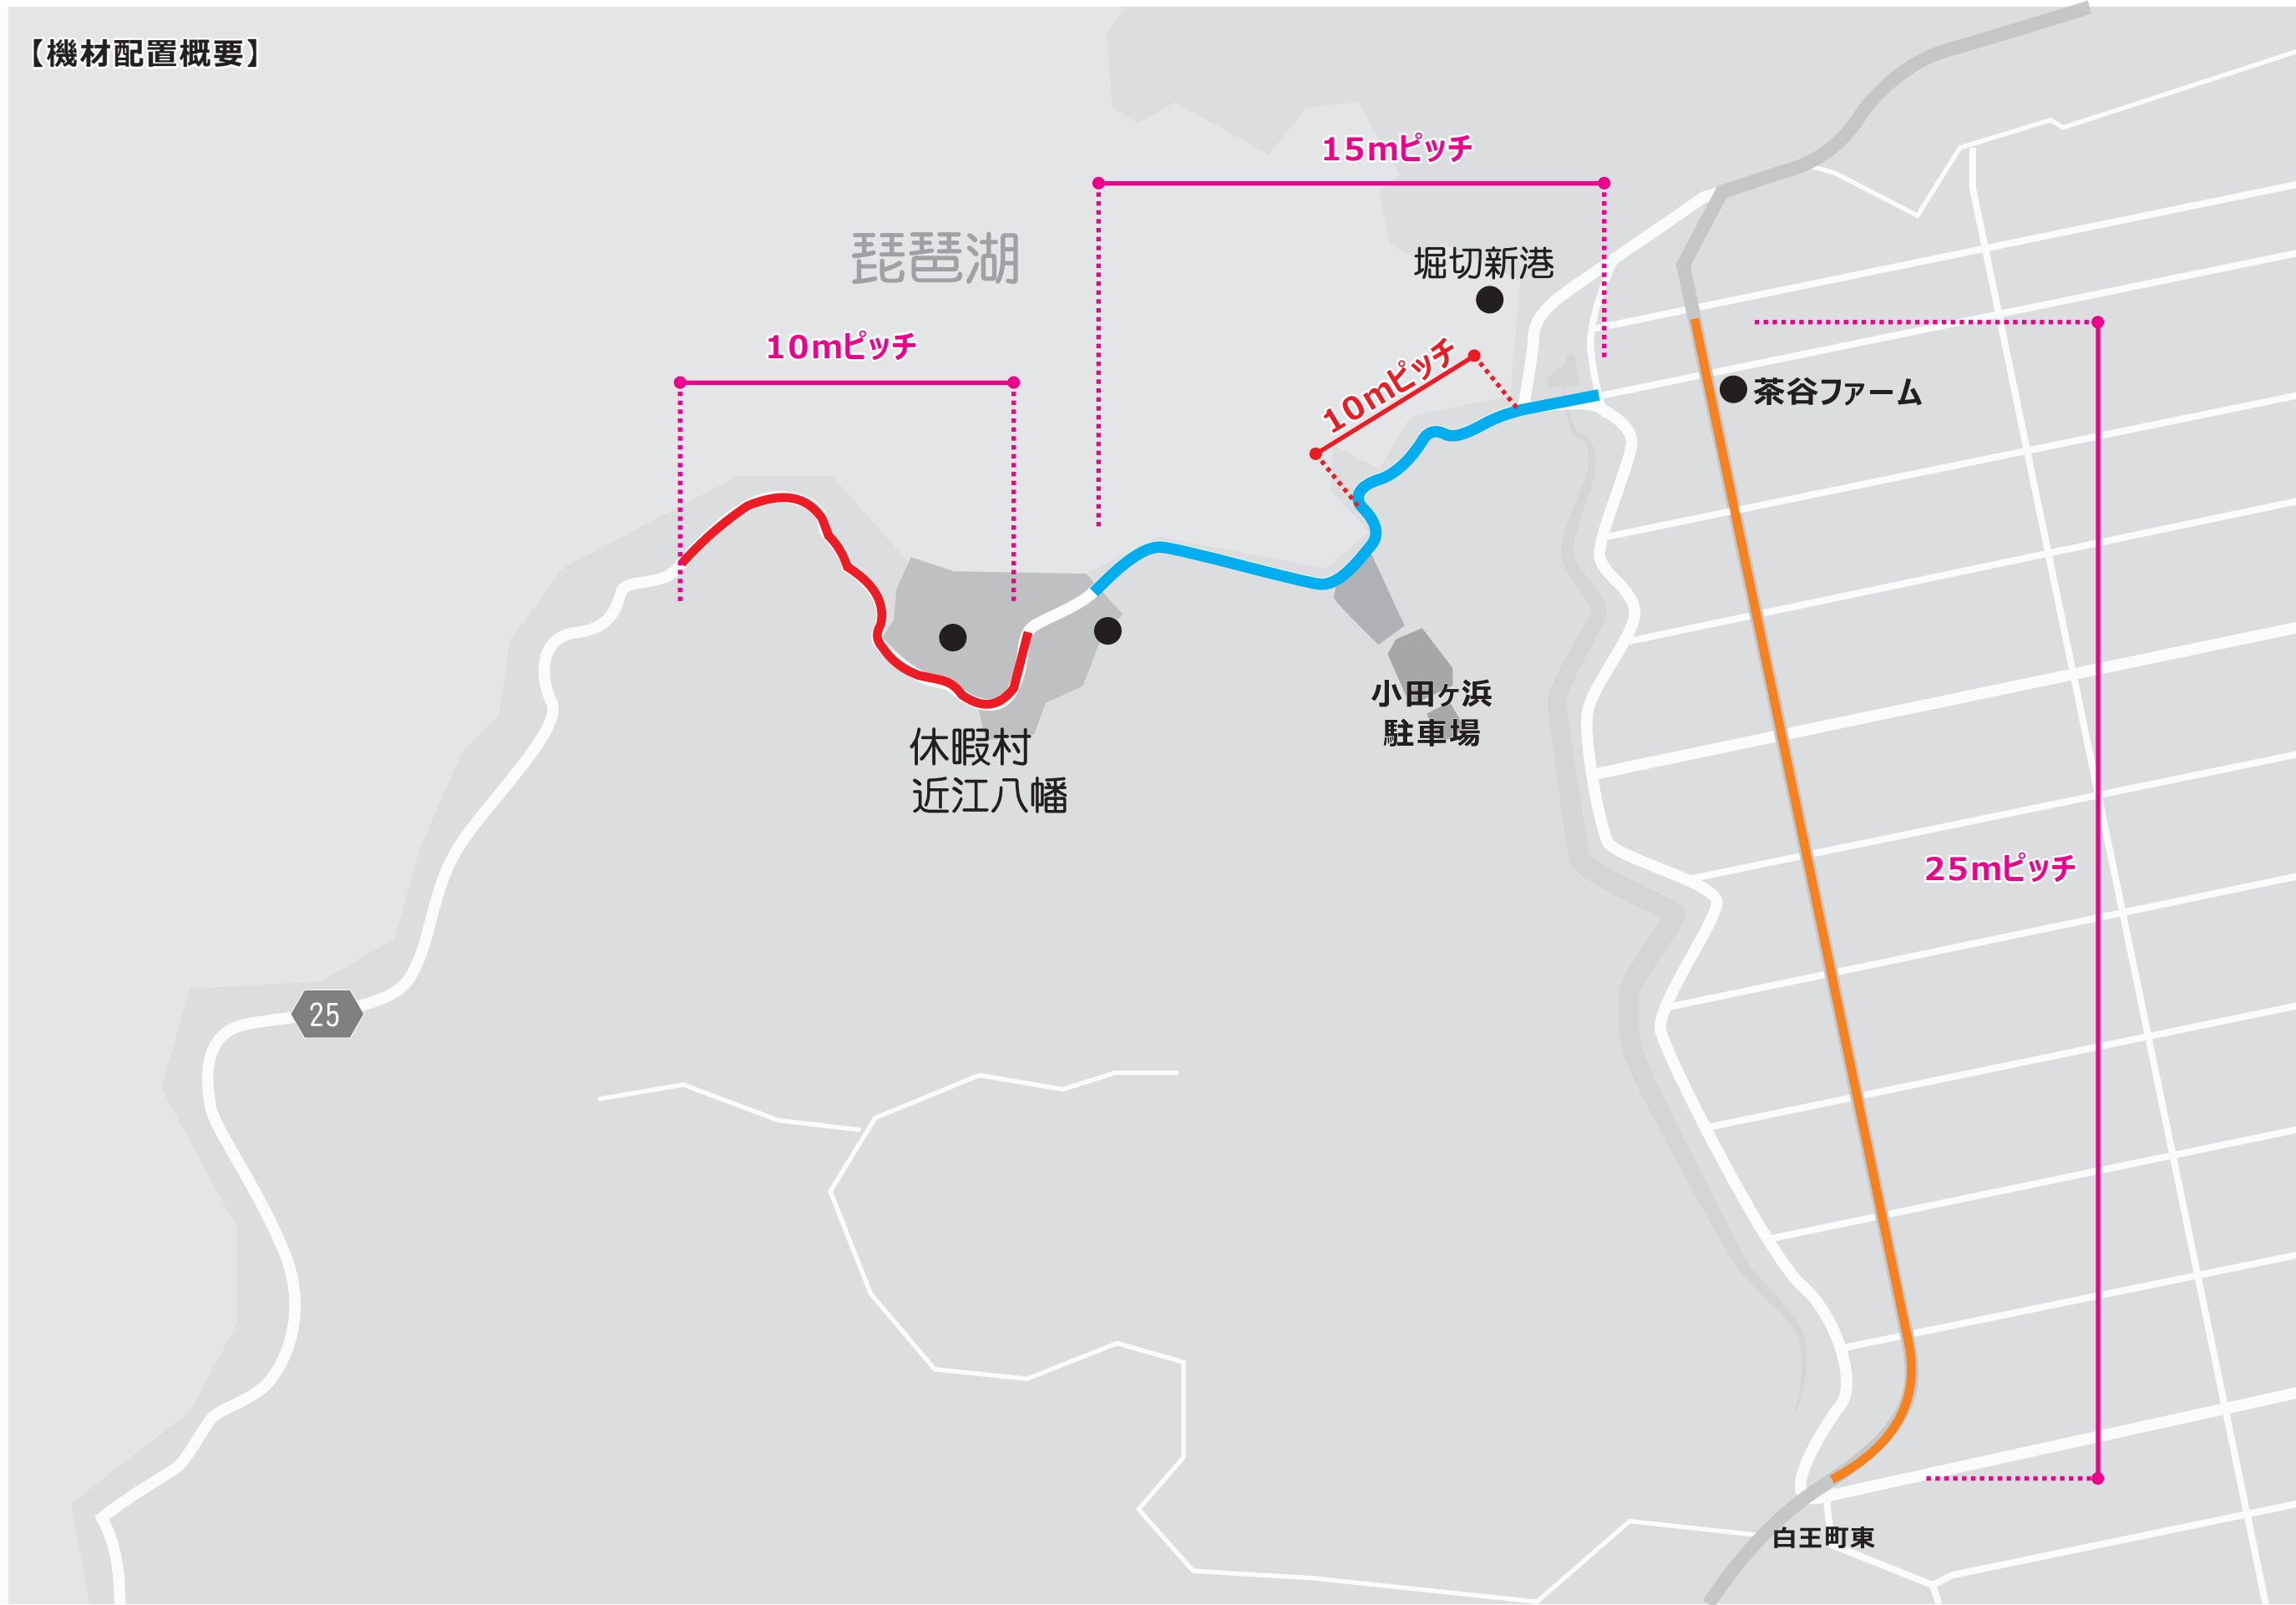 【機材配置概要】
15mピッチ
琵琶湖
堀切新港
10mピッチ
10mピッチ
茶谷ファーム
小田ヶ浜
駐車場
休暇村
近江八幡
25mピッチ
25
白王町東